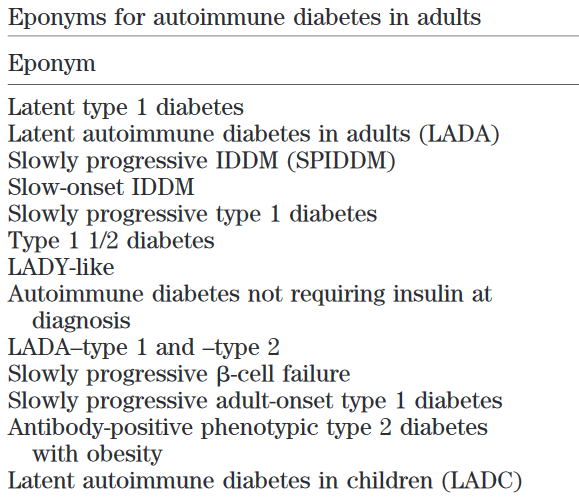 Eponyms for autoimmune diabetes in adults
Eponym
Latent type 1 diabetes
Latent autoimmune diabetes in adults (LADA)
Slowly progressive IDDM (SPIDDM)
Slow-onset IDDM
Slowly progressive type 1 diabetes
Type 1 1/2 diabetes
LADY-like
Autoimmune diabetes not requiring insulin at
diagnosis
LADA–type 1 and –type 2
Slowly progressive β-cell failure
Slowly progressive adult-onset type 1 diabetes
Antibody-positive phenotypic type 2 diabetes
with obesity
Latent autoimmune diabetes in children (LADC)